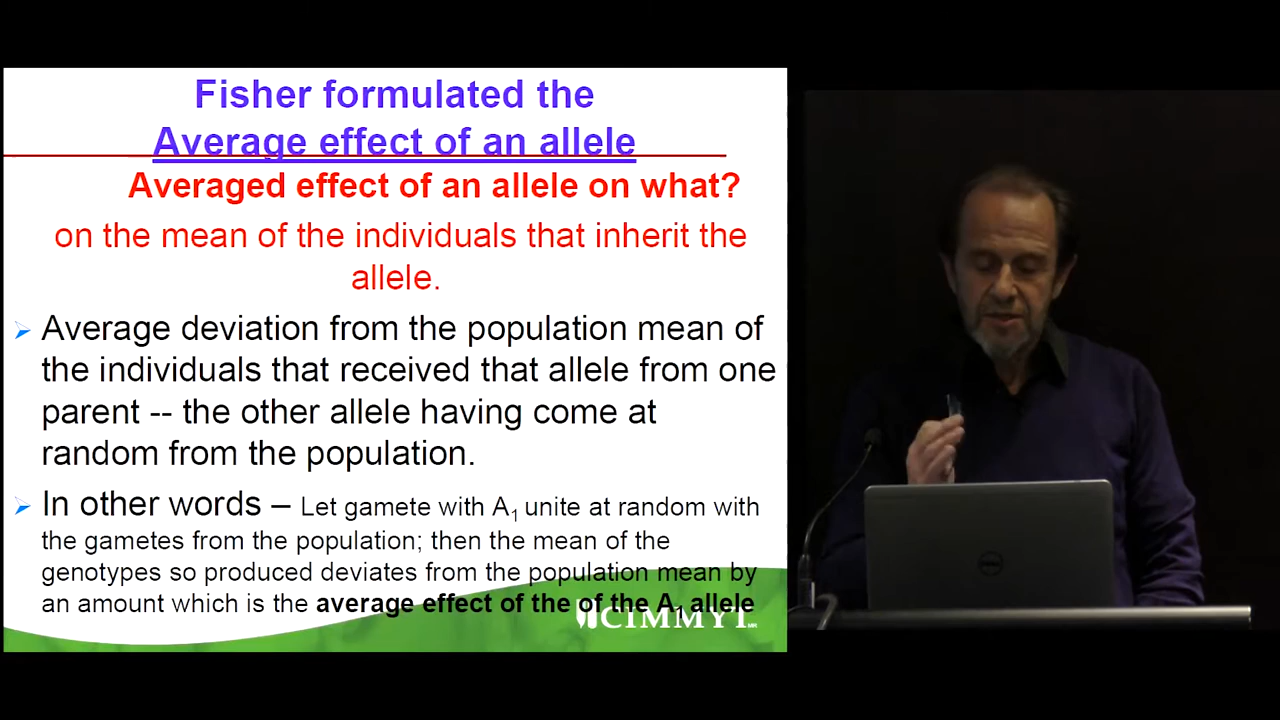 Fisher formulated the
Average effect of an allele
Averaged effect of an allele on what?
on the mean of the individuals that inherit the
allele.
Average deviation from the population mean of
the individuals that received that allele from one
parent -- the other allele having come at
random from the population.
In other words – Let gamete with A1 unite at random with
the gametes from the population; then the mean of the
genotypes so produced deviates from the population mean by
an amount which is the average effect of the of the A1 allele
CIMMYT